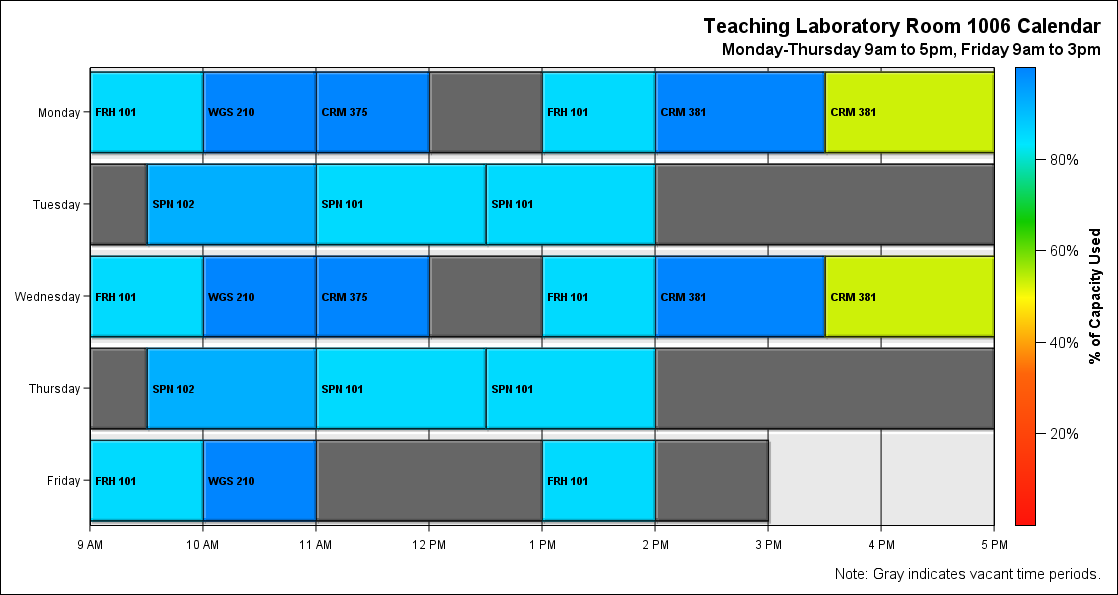 Teaching Laboratory Room 1006 Calendar
Monday-Thursday 9am to 5pm, Friday 9am to 3pm
Monday
FRH 101
WGS 210
CRM 375
FRH 101
CRM 381
CRM 381
Tuesday
SPN 102
SPN 101
SPN 101
Wednesday
FRH 101
WGS 210
CRM 375
FRH 101
CRM 381
CRM 381
Thursday
SPN 102
SPN 101
SPN 101
Friday
FRH 101
WGS 210
FRH 101
9 AM
10 AM
11 AM
12 PM
1 PM
2 PM
3 PM
4 PM
5 PM
80%
60%
40%
20%
% of Capacity Used
Note: Gray indicates vacant time periods.